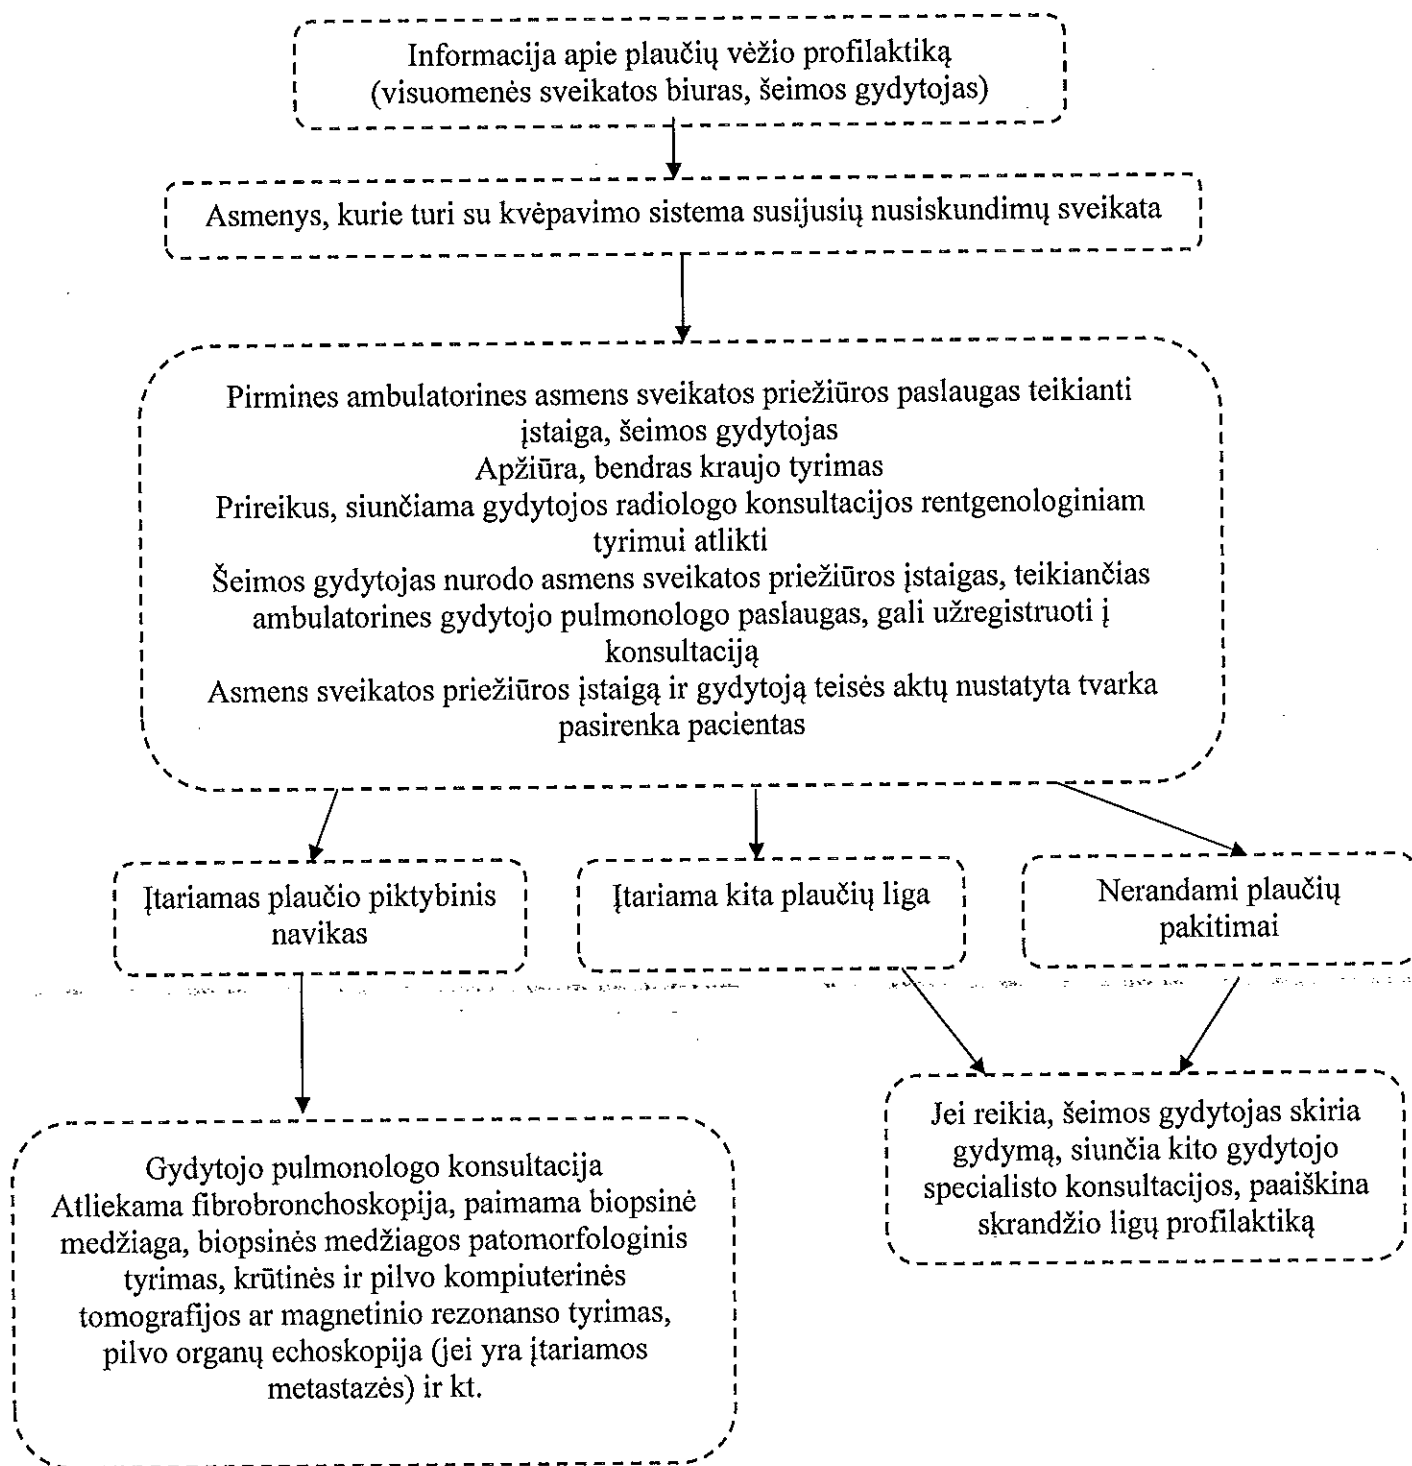 Informacija apie plaučių vėžio profilaktiką
(visuomenės sveikatos biuras, šeimos gydytojas)
Asmenys, kurie turi su kvėpavimo sistema susijusių nusiskundimų sveikata
Pirmines ambulatorines asmens sveikatos priežiūros paslaugas teikianti
įstaiga, šeimos gydytojas
Apžiūra, bendras kraujo tyrimas
Prireikus, siunčiama gydytojos radiologo konsultacijos rentgenologiniam
tyrimui atlikti
Šeimos gydytojas nurodo asmens sveikatos priežiūros įstaigas, teikiančias
ambulatorines gydytojo pulmonologo paslaugas, gali užregistruoti į
konsultaciją
Asmens sveikatos priežiūros įstaigą ir gydytoją teisės aktų nustatyta tvarka
pasirenka pacientas
Įtariamas plaučio piktybinis
navikas
Įtariama kita plaučių liga
Nerandami plaučių
pakitimai
Gydytojo pulmonologo konsultacija
Atliekama fibrobronchoskopija, paimama biopsinė
medžiaga, biopsinės medžiagos patomorfologinis
tyrimas, krūtinės ir pilvo kompiuterinės
tomografijos ar magnetinio rezonanso tyrimas,
pilvo organų echoskopija (jei yra įtariamos
metastazės) ir kt.
Jei reikia, šeimos gydytojas skiria
gydymą, siunčia kito gydytojo
specialisto konsultacijos, paaiškina
skrandžio ligų profilaktiką